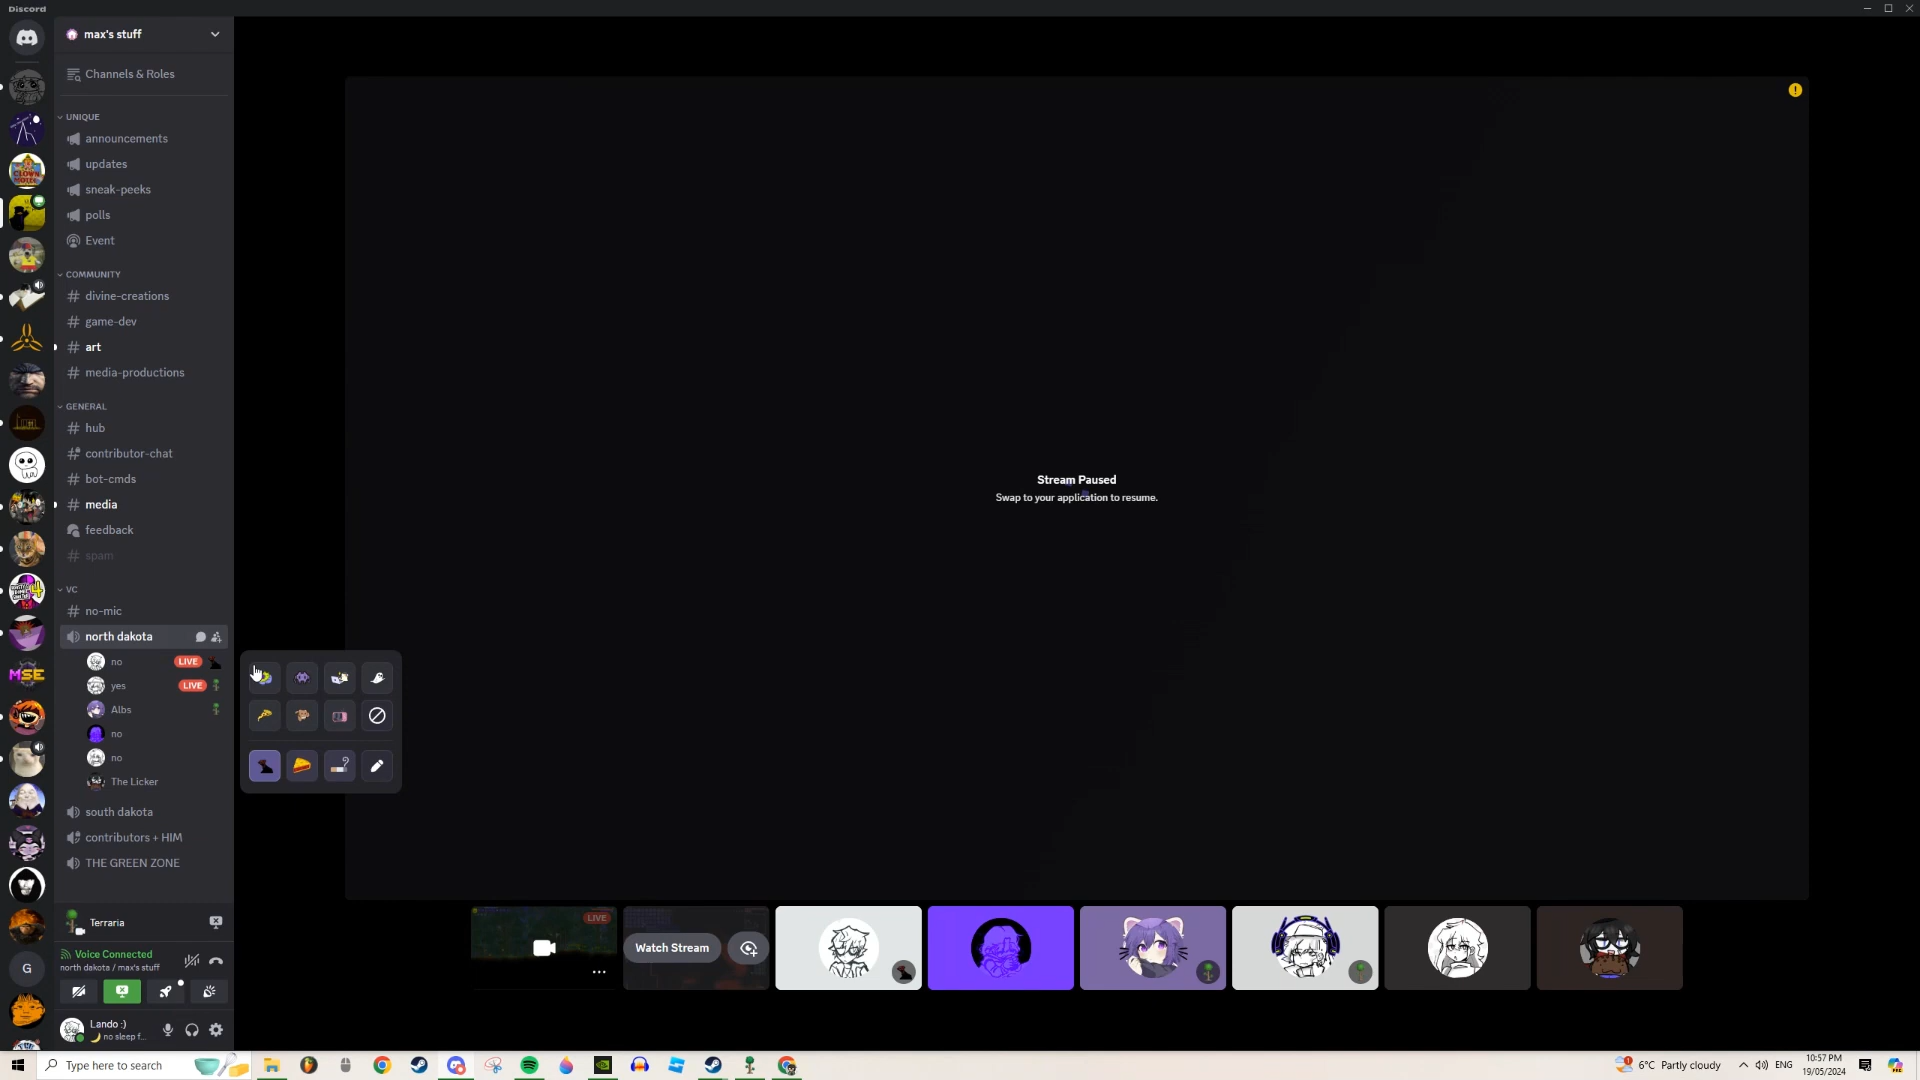 Discord
max's stuff
Channels & Roles
UNIQUE
announcements
updates
sneak-peeks
polls
Event
COMMUNITY
divine-creations
game-dev
art
media-productions
GENERAL
hub
contributor-chat
bot-cmds
media
feedback
spam
VC
no-mic
north dakota
no LIVE
yes LIVE
Albs
no
no
The Licker
south dakota
contributors + HIM
THE GREEN ZONE
Terraria
Voice Connected
north dakota / max's stuff
Lando :)
no sleep f...
G
MSE
CLOWN MOTEL
Stream Paused
Swap to your application to resume.
LIVE
Watch Stream
Type here to search
6°C Partly cloudy
ENG
10:57 PM
19/05/2024